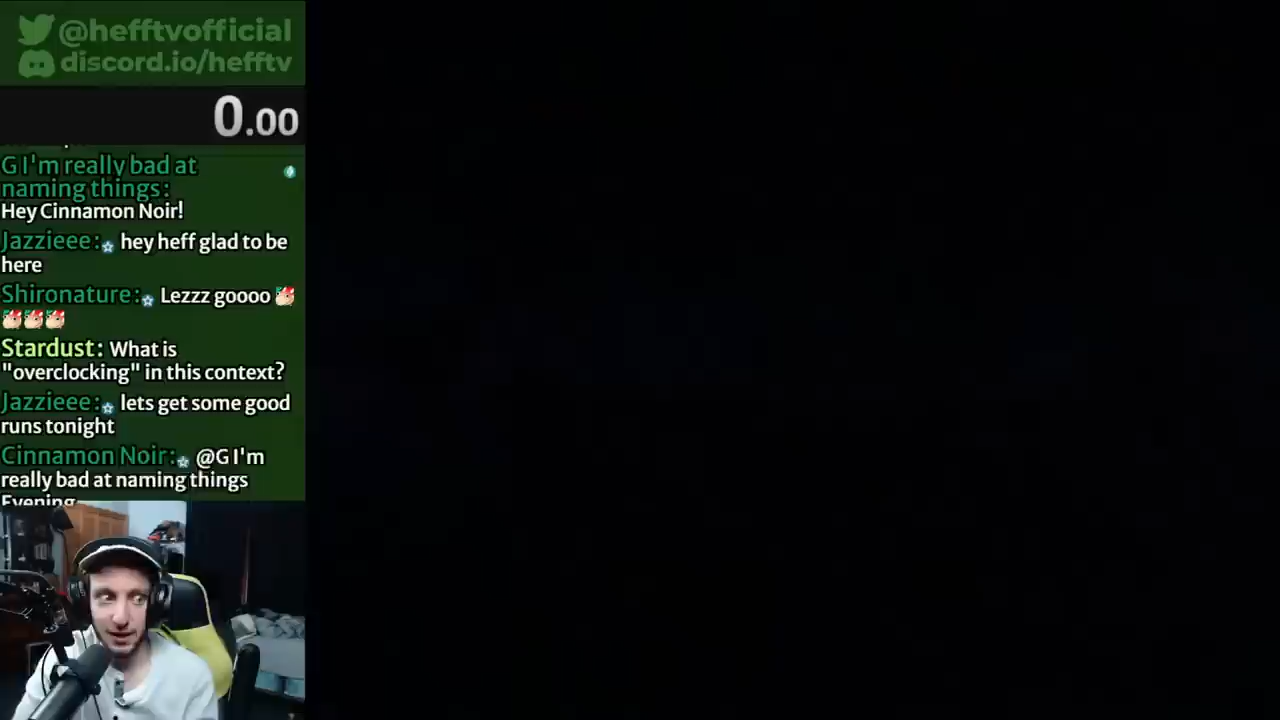 @hefftvofficial
discord.io/hefftv
0.00
G I'm really bad at
naming things:
Hey Cinnamon Noir!
Jazzieee: hey heff glad to be
here
Shironature: Lezzz goooo
Stardust: What is
"overclocking" in this context?
Jazzieee: lets get some good
runs tonight
Cinnamon Noir: @G I'm
really bad at naming things
Evening